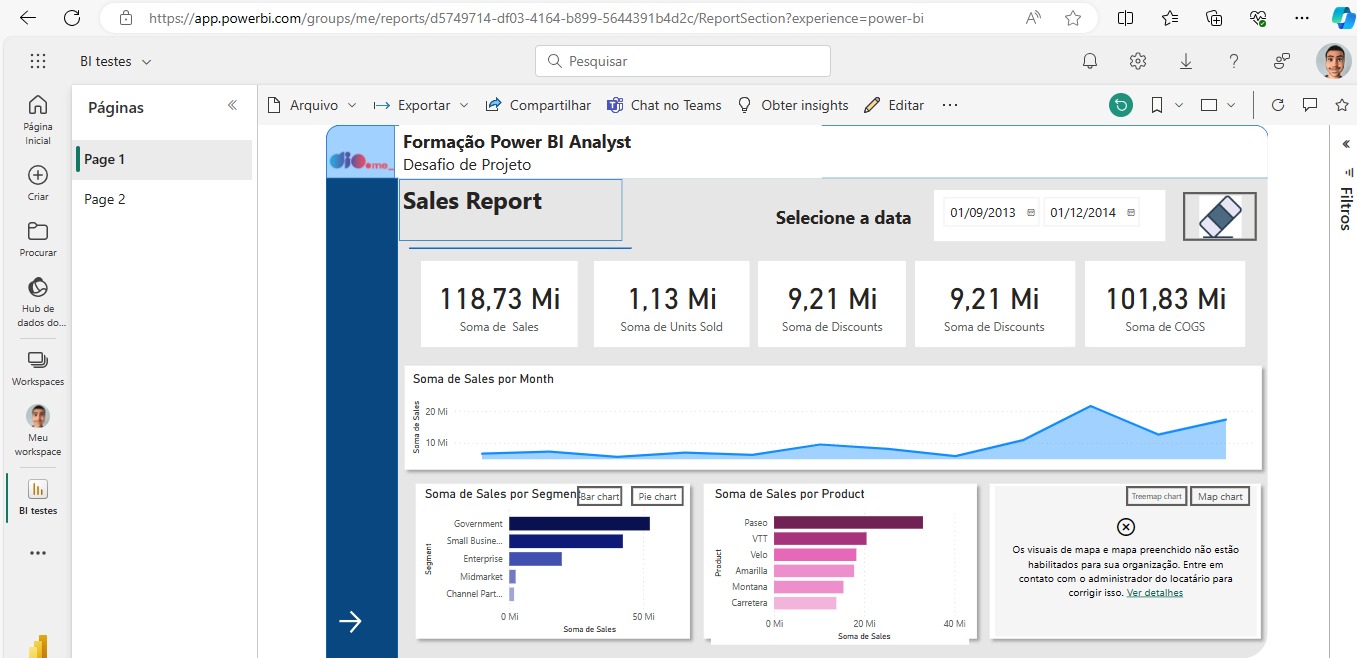 https://app.powerbi.com/groups/me/reports/d5749714-df03-4164-b899-5644391b4d2c/ReportSection?experience=power-bi
BI testes
Pesquisar
Página
Inicial
Criar
Procurar
Hub de
dados do...
Workspaces
Meu
workspace
BI testes
Páginas
Page 1
Page 2
Arquivo
Exportar
Compartilhar
Chat no Teams
Obter insights
Editar
Filtros
dio.me_
Formação Power BI Analyst
Desafio de Projeto
Sales Report
Selecione a data
01/09/2013
01/12/2014
118,73 Mi
Soma de Sales
1,13 Mi
Soma de Units Sold
9,21 Mi
Soma de Discounts
9,21 Mi
Soma de Discounts
101,83 Mi
Soma de COGS
Soma de Sales por Month
Soma de Sales
20 Mi
10 Mi
Soma de Sales por Segment
Bar chart
Pie chart
Segment
Government
Small Busine...
Enterprise
Midmarket
Channel Part...
0 Mi
50 Mi
Soma de Sales
Soma de Sales por Product
Product
Paseo
VTT
Velo
Amarilla
Montana
Carretera
0 Mi
20 Mi
40 Mi
Soma de Sales
Treemap chart
Map chart
Os visuais de mapa e mapa preenchido não estão
habilitados para sua organização. Entre em
contato com o administrador do locatário para
corrigir isso. Ver detalhes